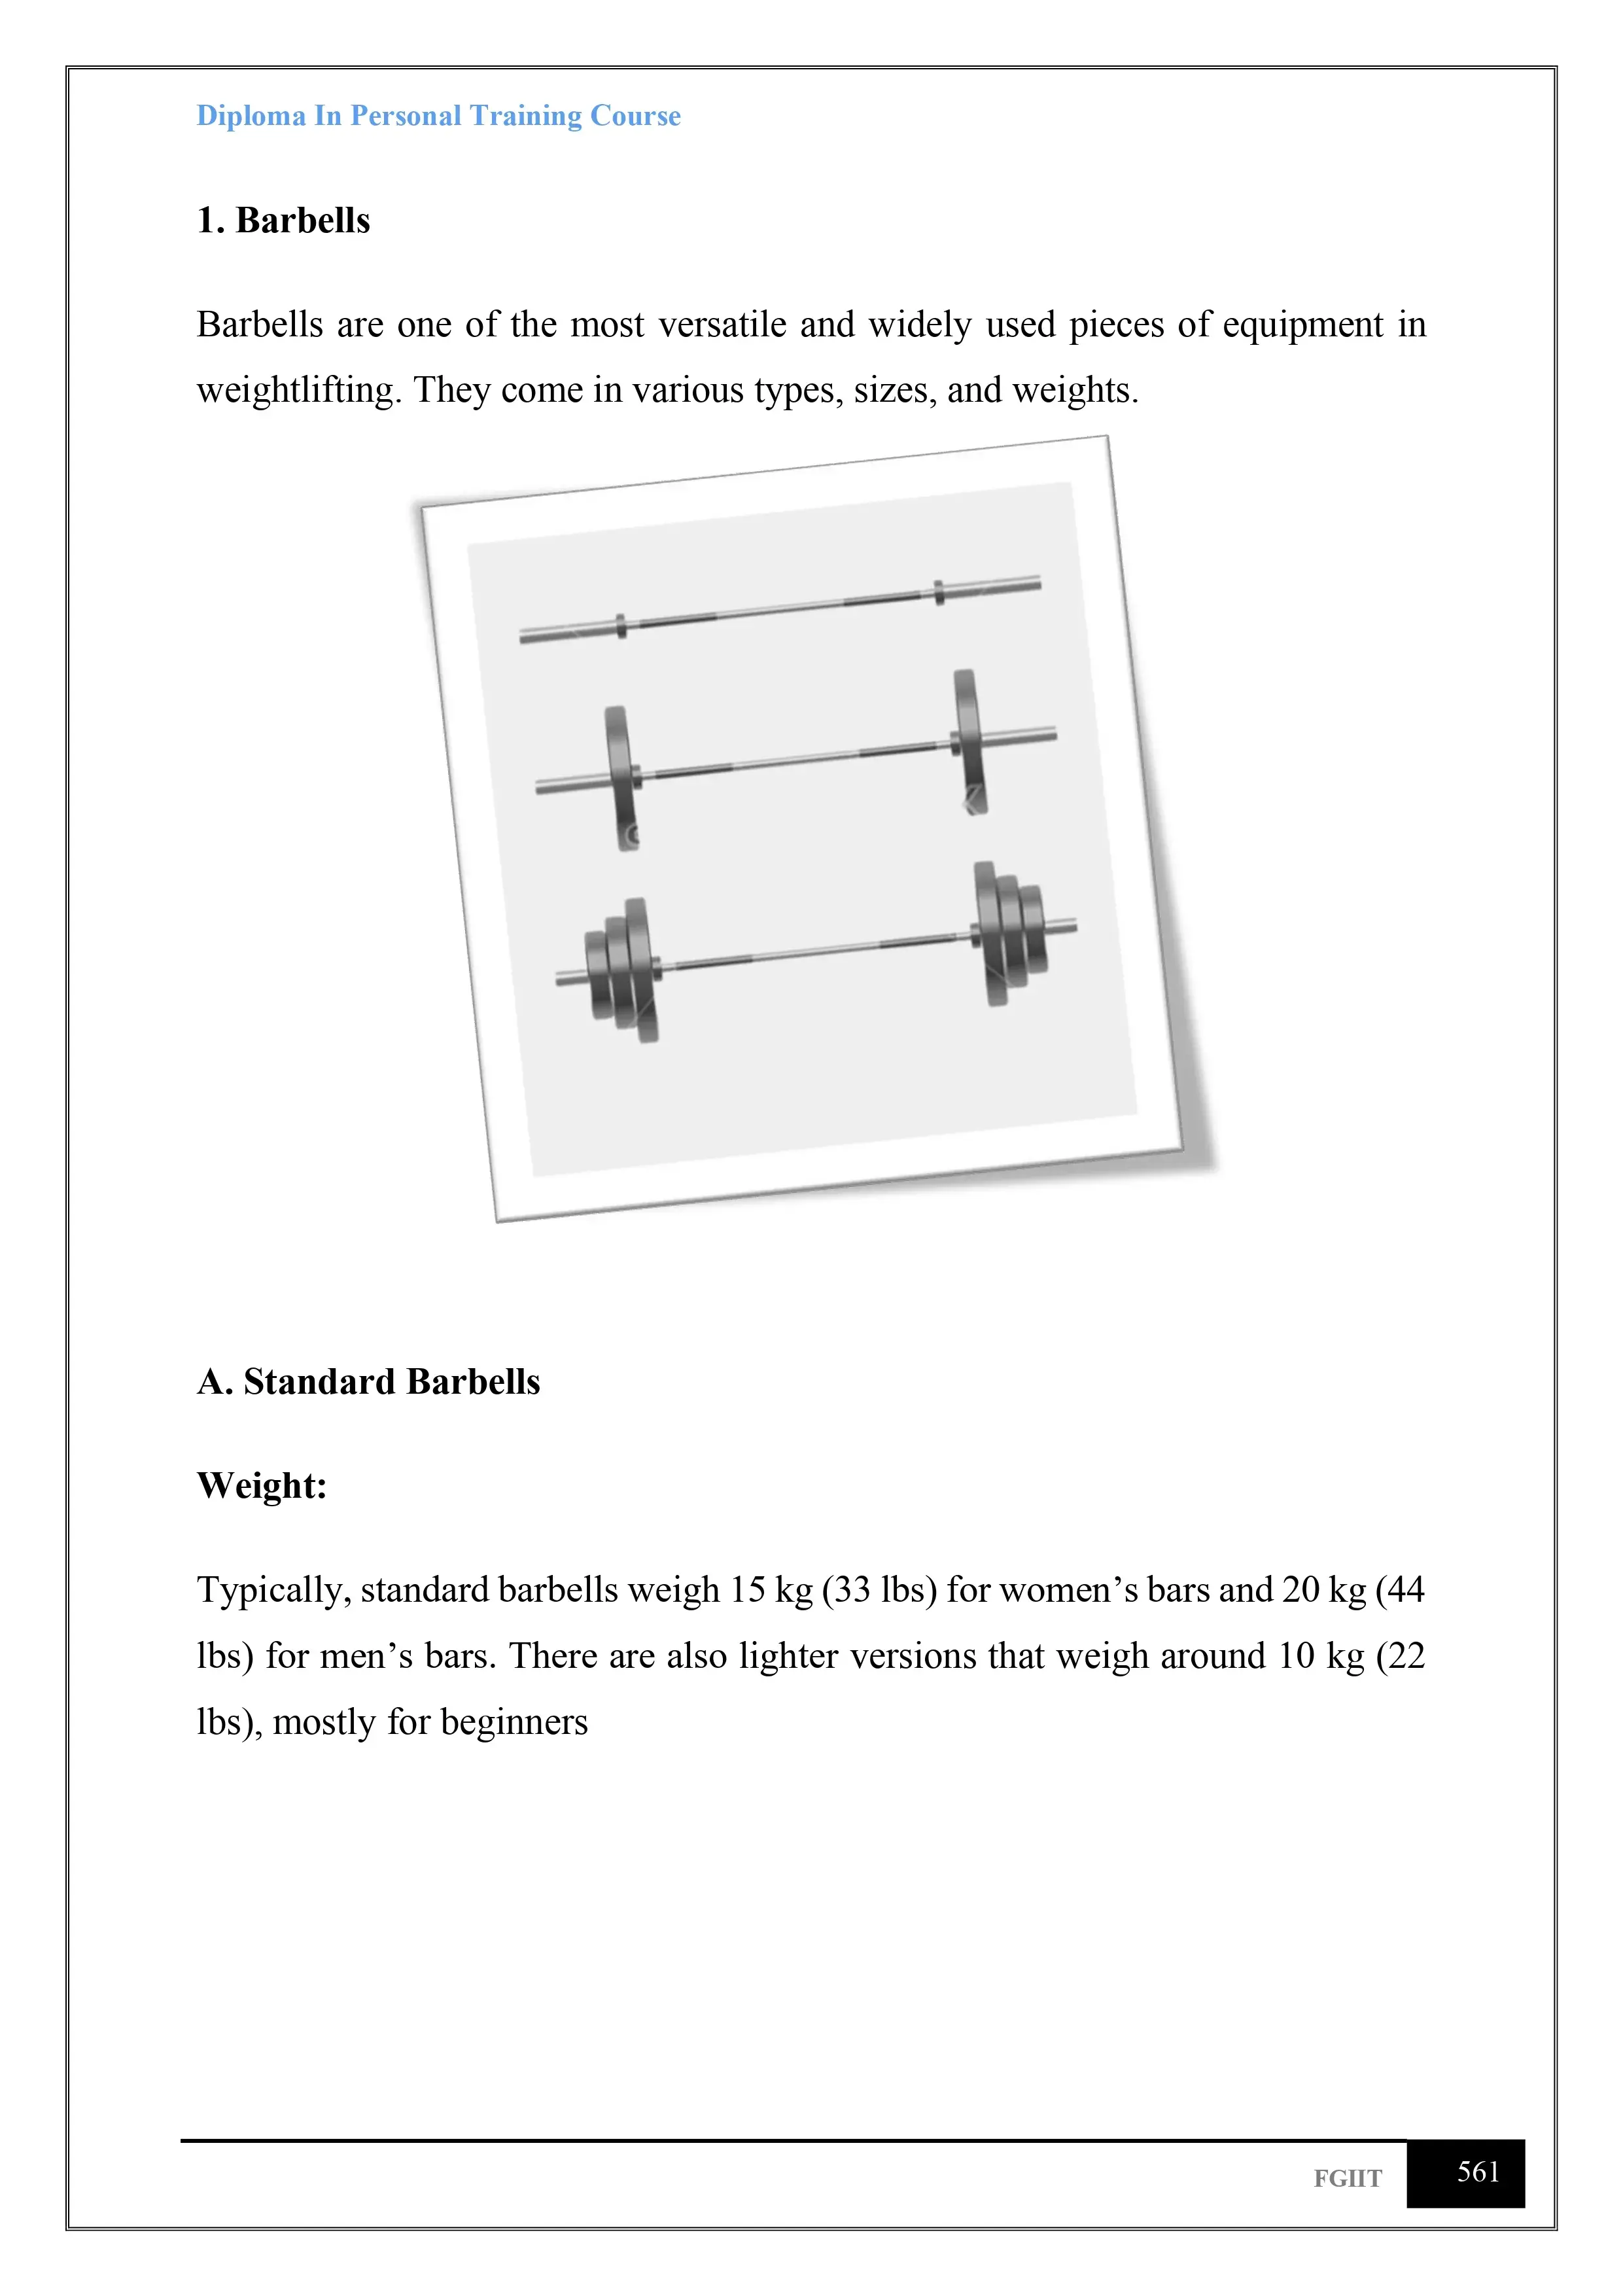 Diploma In Personal Training Course
1. Barbells
Barbells are one of the most versatile and widely used pieces of equipment in
weightlifting. They come in various types, sizes, and weights.
A. Standard Barbells
Weight:
Typically, standard barbells weigh 15 kg (33 lbs) for women’s bars and 20 kg (44
lbs) for men’s bars. There are also lighter versions that weigh around 10 kg (22
lbs), mostly for beginners
FGIIT
561